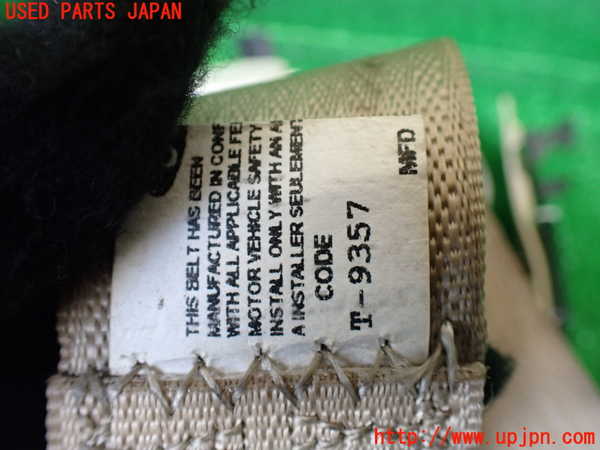 USED PARTS JAPAN
THIS BELT HAS BEEN
MANUFACTURED IN CONF
WITH ALL APPLICABLE FE
MOTOR VEHICLE SAFETY
INSTALL ONLY WITH AN
A INSTALLER SEULEMENT
CODE
T-9357
MFD
http://www.upjpn.com/